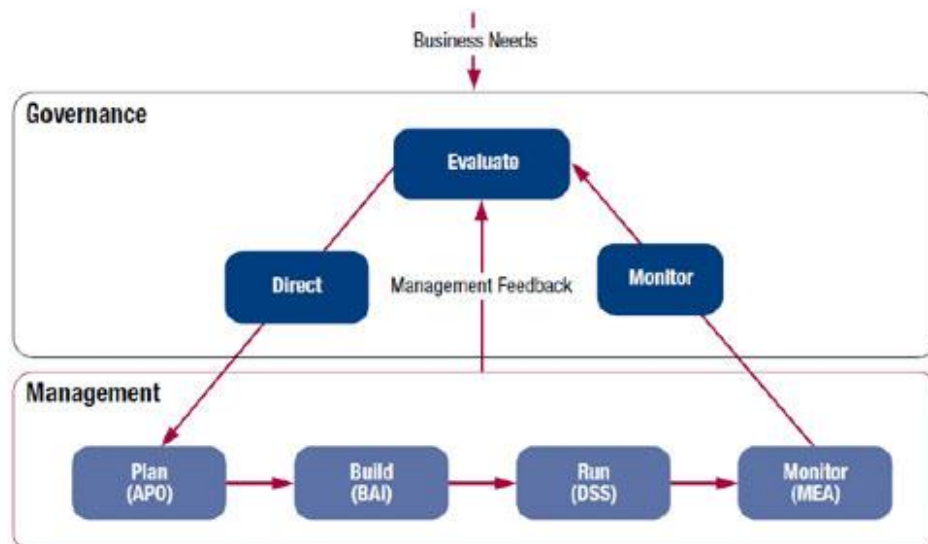 Business Needs
Governance
Evaluate
Direct
Management Feedback
Monitor
Management
Plan
(APO)
Build
(BAI)
Run
(DSS)
Monitor
(MEA)